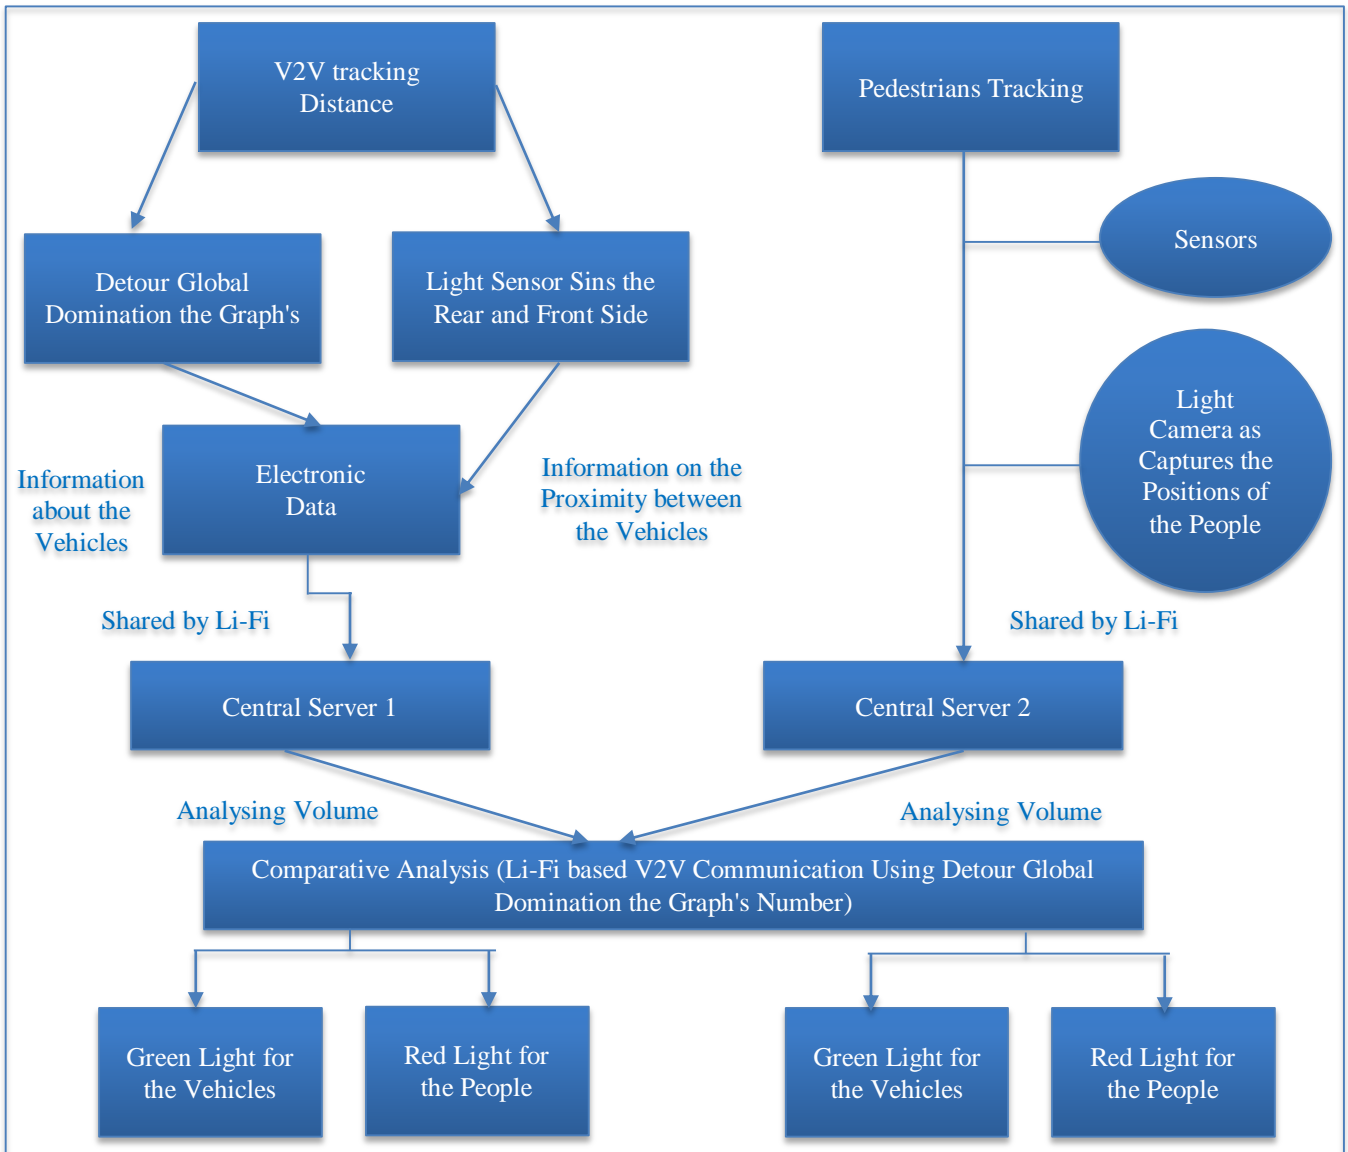 V2V tracking
Distance
Pedestrians Tracking
Sensors
Detour Global
Domination the Graph's
Light Sensor Sins the
Rear and Front Side
Light
Camera as
Captures the
Positions of
the People
Electronic
Data
Information
about the
Vehicles
Information on the
Proximity between
the Vehicles
Shared by Li-Fi
Shared by Li-Fi
Central Server 1
Central Server 2
Analysing Volume
Analysing Volume
Comparative Analysis (Li-Fi based V2V Communication Using Detour Global
Domination the Graph's Number)
Green Light for
the Vehicles
Red Light for
the People
Green Light for
the Vehicles
Red Light for
the People